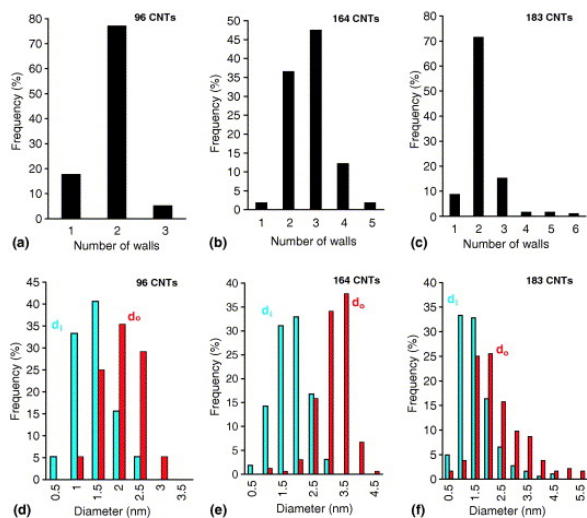 96 CNTs
Frequency (%)
80
70
60
50
40
30
20
10
0
1 2 3
(a) Number of walls
164 CNTs
Frequency (%)
50
45
40
35
30
25
20
15
10
5
0
1 2 3 4 5
(b) Number of walls
183 CNTs
Frequency (%)
80
70
60
50
40
30
20
10
0
1 2 3 4 5 6
(c) Number of walls
96 CNTs
di
do
Frequency (%)
45
40
35
30
25
20
15
10
5
0
0.5 1 1.5 2 2.5 3 3.5
(d) Diameter (nm)
164 CNTs
di
do
Frequency (%)
40
35
30
25
20
15
10
5
0
0.5 1.5 2.5 3.5 4.5
(e) Diameter (nm)
183 CNTs
di
do
Frequency (%)
40
35
30
25
20
15
10
5
0
0.5 1.5 2.5 3.5 4.5 5.5
(f) Diameter (nm)